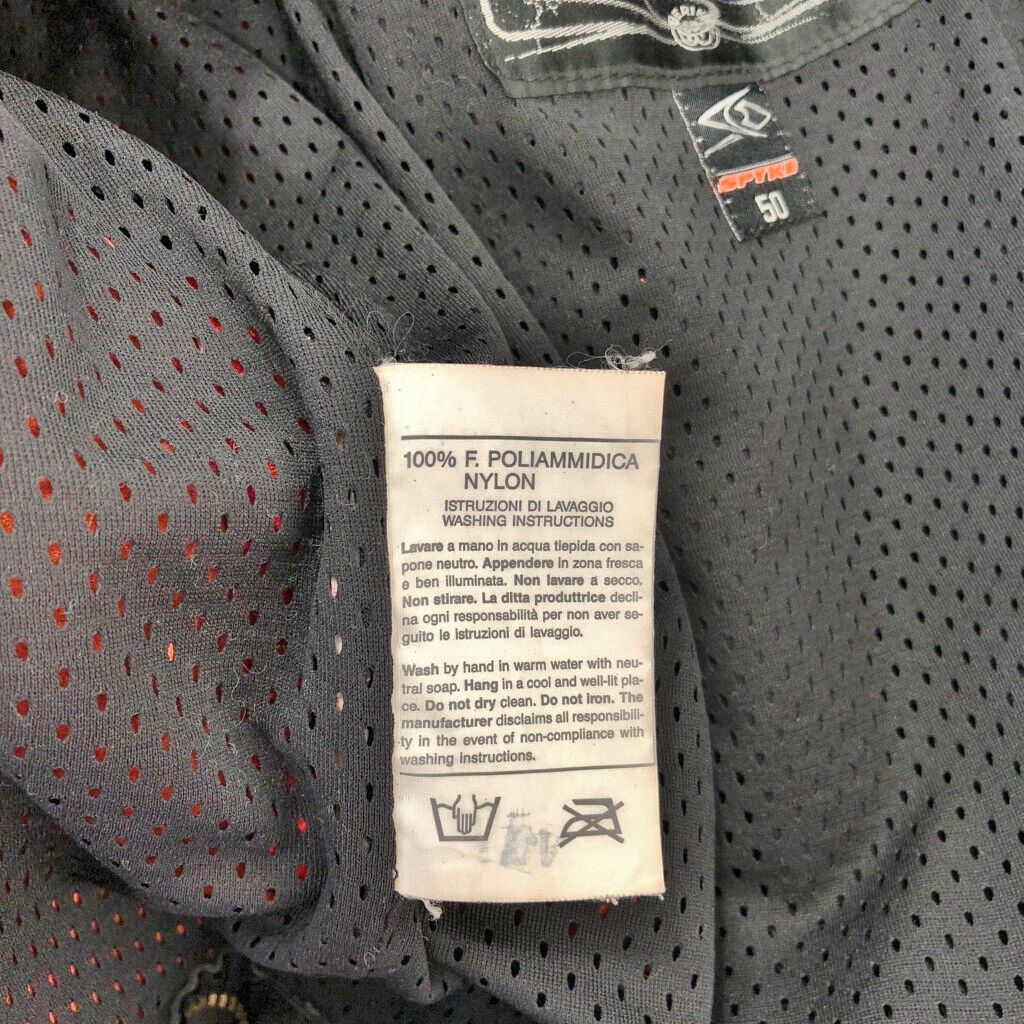 SPYKE
50
100% F. POLIAMMIDICA
NYLON
ISTRUZIONI DI LAVAGGIO
WASHING INSTRUCTIONS
Lavare a mano in acqua tiepida con sa-
pone neutro. Appendere in zona fresca
e ben illuminata. Non lavare a secco.
Non stirare. La ditta produttrice decli-
na ogni responsabilità per non aver se-
guito le istruzioni di lavaggio.
Wash by hand in warm water with neu-
tral soap. Hang in a cool and well-lit pla-
ce. Do not dry clean. Do not iron. The
manufacturer disclaims all responsibili-
ty in the event of non-compliance with
washing instructions.